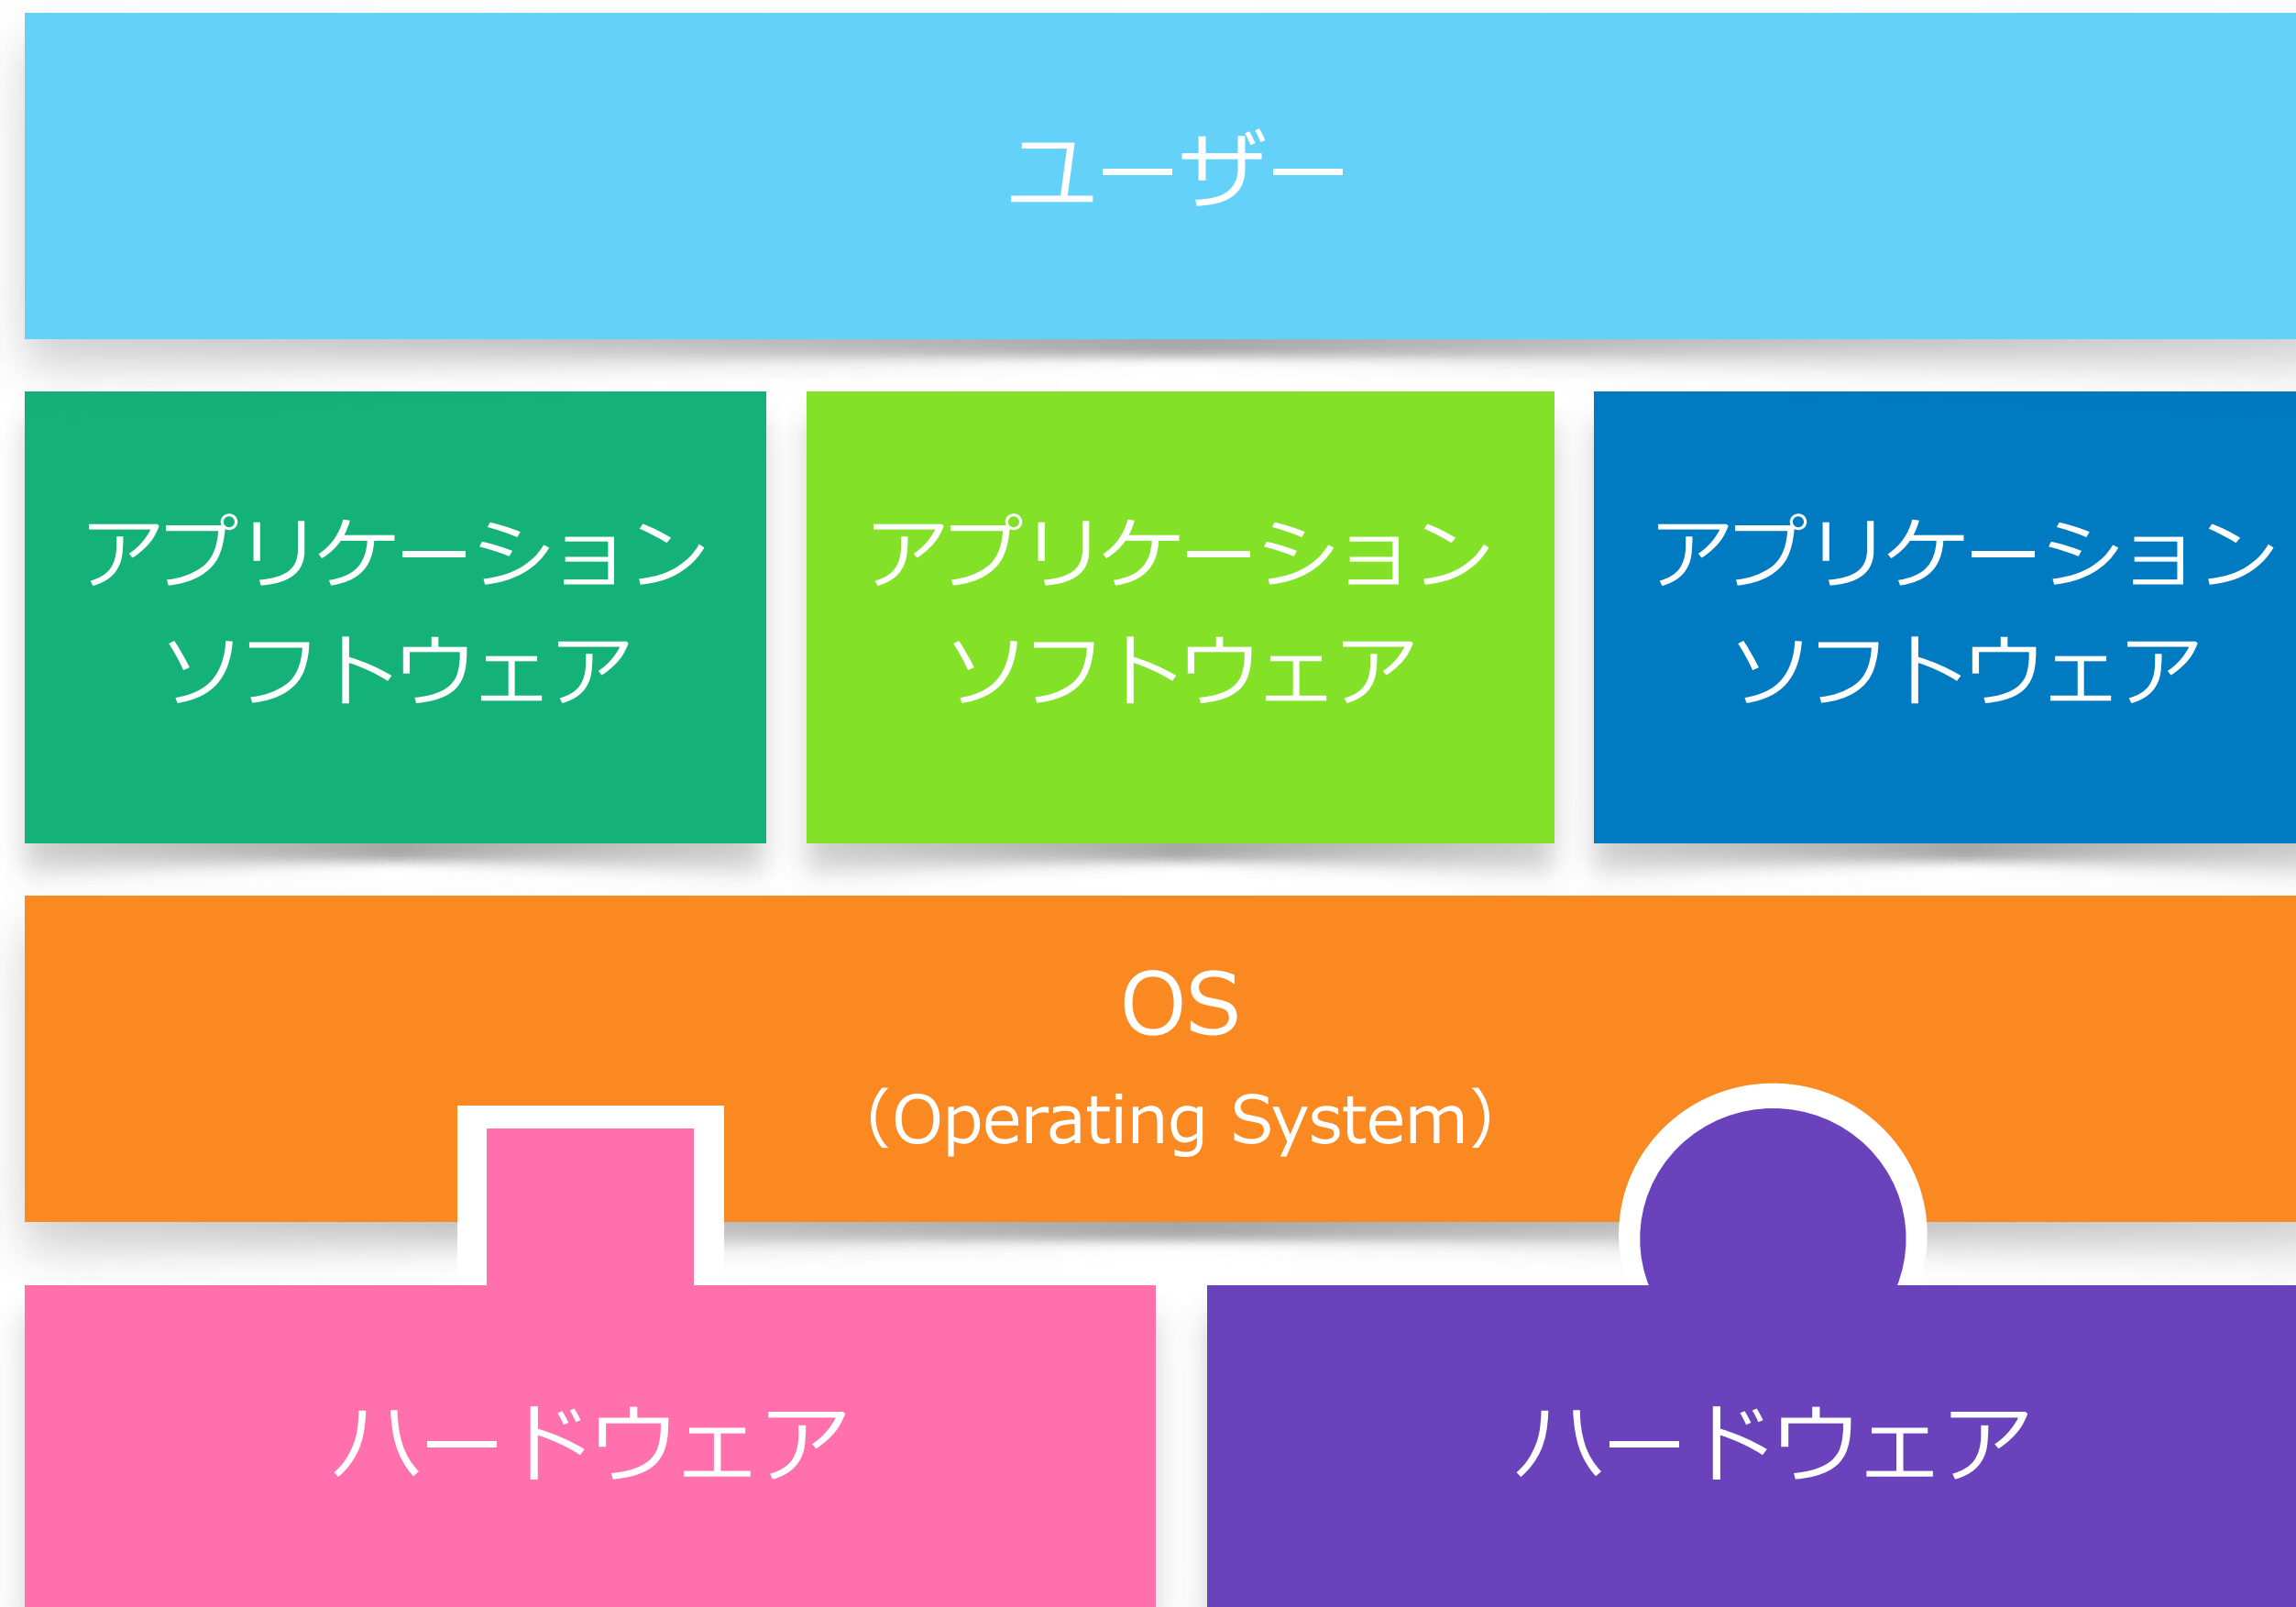 ユーザー
アプリケーション
ソフトウェア
アプリケーション
ソフトウェア
アプリケーション
ソフトウェア
OS
(Operating System)
ハードウェア
ハードウェア